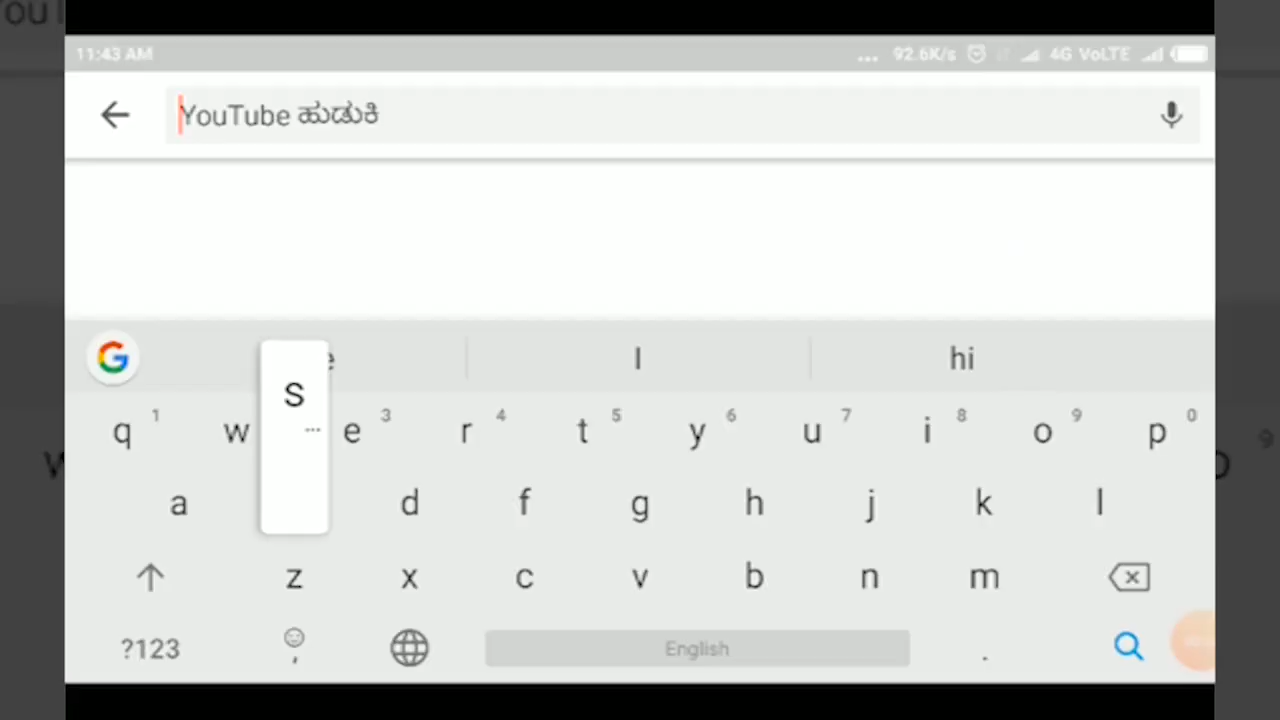 11:43 AM ... 92.6K/s 4G VoLTE
YouTube ಹುಡುಕಿ
I hi
q 1 w e 3 r 4 t 5 y 6 u 7 i 8 o 9 p 0
S
...
a d f g h j k l
z x c v b n m
?123 , English .